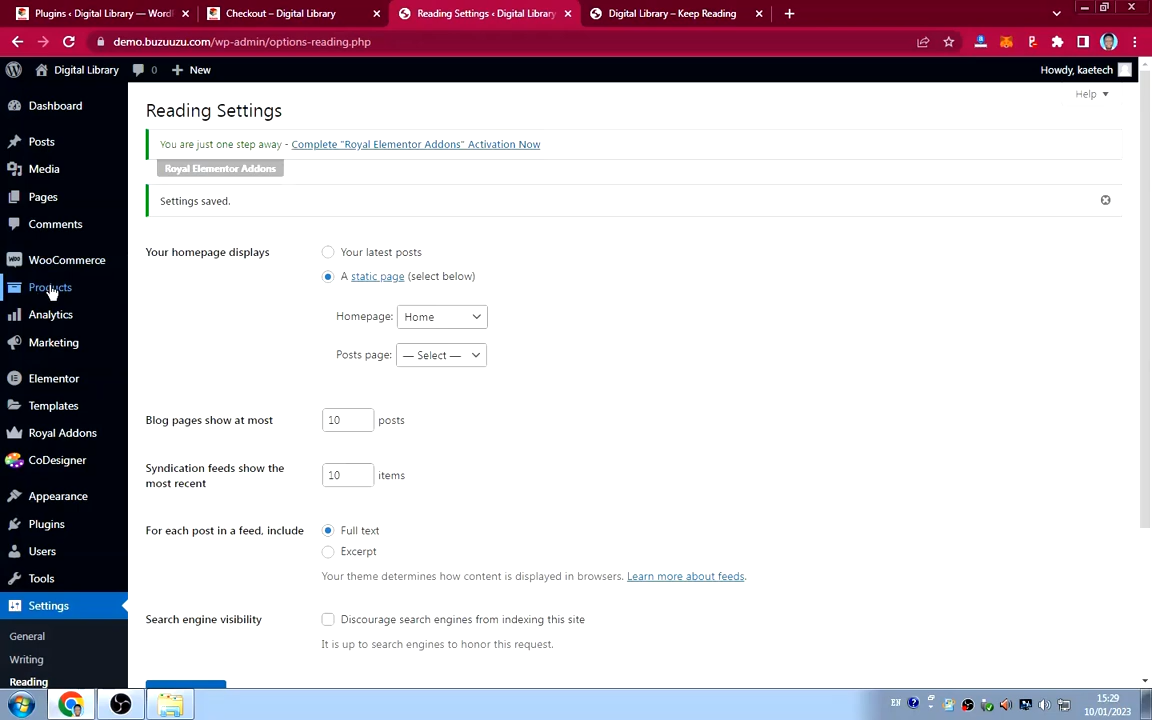 Plugins ‹ Digital Library — Word
Checkout – Digital Library
Reading Settings ‹ Digital Library
Digital Library – Keep Reading
demo.buzuuzu.com/wp-admin/options-reading.php
Digital Library
0
New
Howdy, kaetech
Help
Dashboard
Posts
Media
Pages
Comments
WooCommerce
Products
Analytics
Marketing
Elementor
Templates
Royal Addons
CoDesigner
Appearance
Plugins
Users
Tools
Settings
General
Writing
Reading
Reading Settings
You are just one step away - Complete "Royal Elementor Addons" Activation Now
Royal Elementor Addons
Settings saved.
Your homepage displays
Your latest posts
A static page (select below)
Homepage: Home
Posts page: — Select —
Blog pages show at most 10 posts
Syndication feeds show the most recent 10 items
For each post in a feed, include
Full text
Excerpt
Your theme determines how content is displayed in browsers. Learn more about feeds.
Search engine visibility
Discourage search engines from indexing this site
It is up to search engines to honor this request.
EN
15:29
10/01/2023